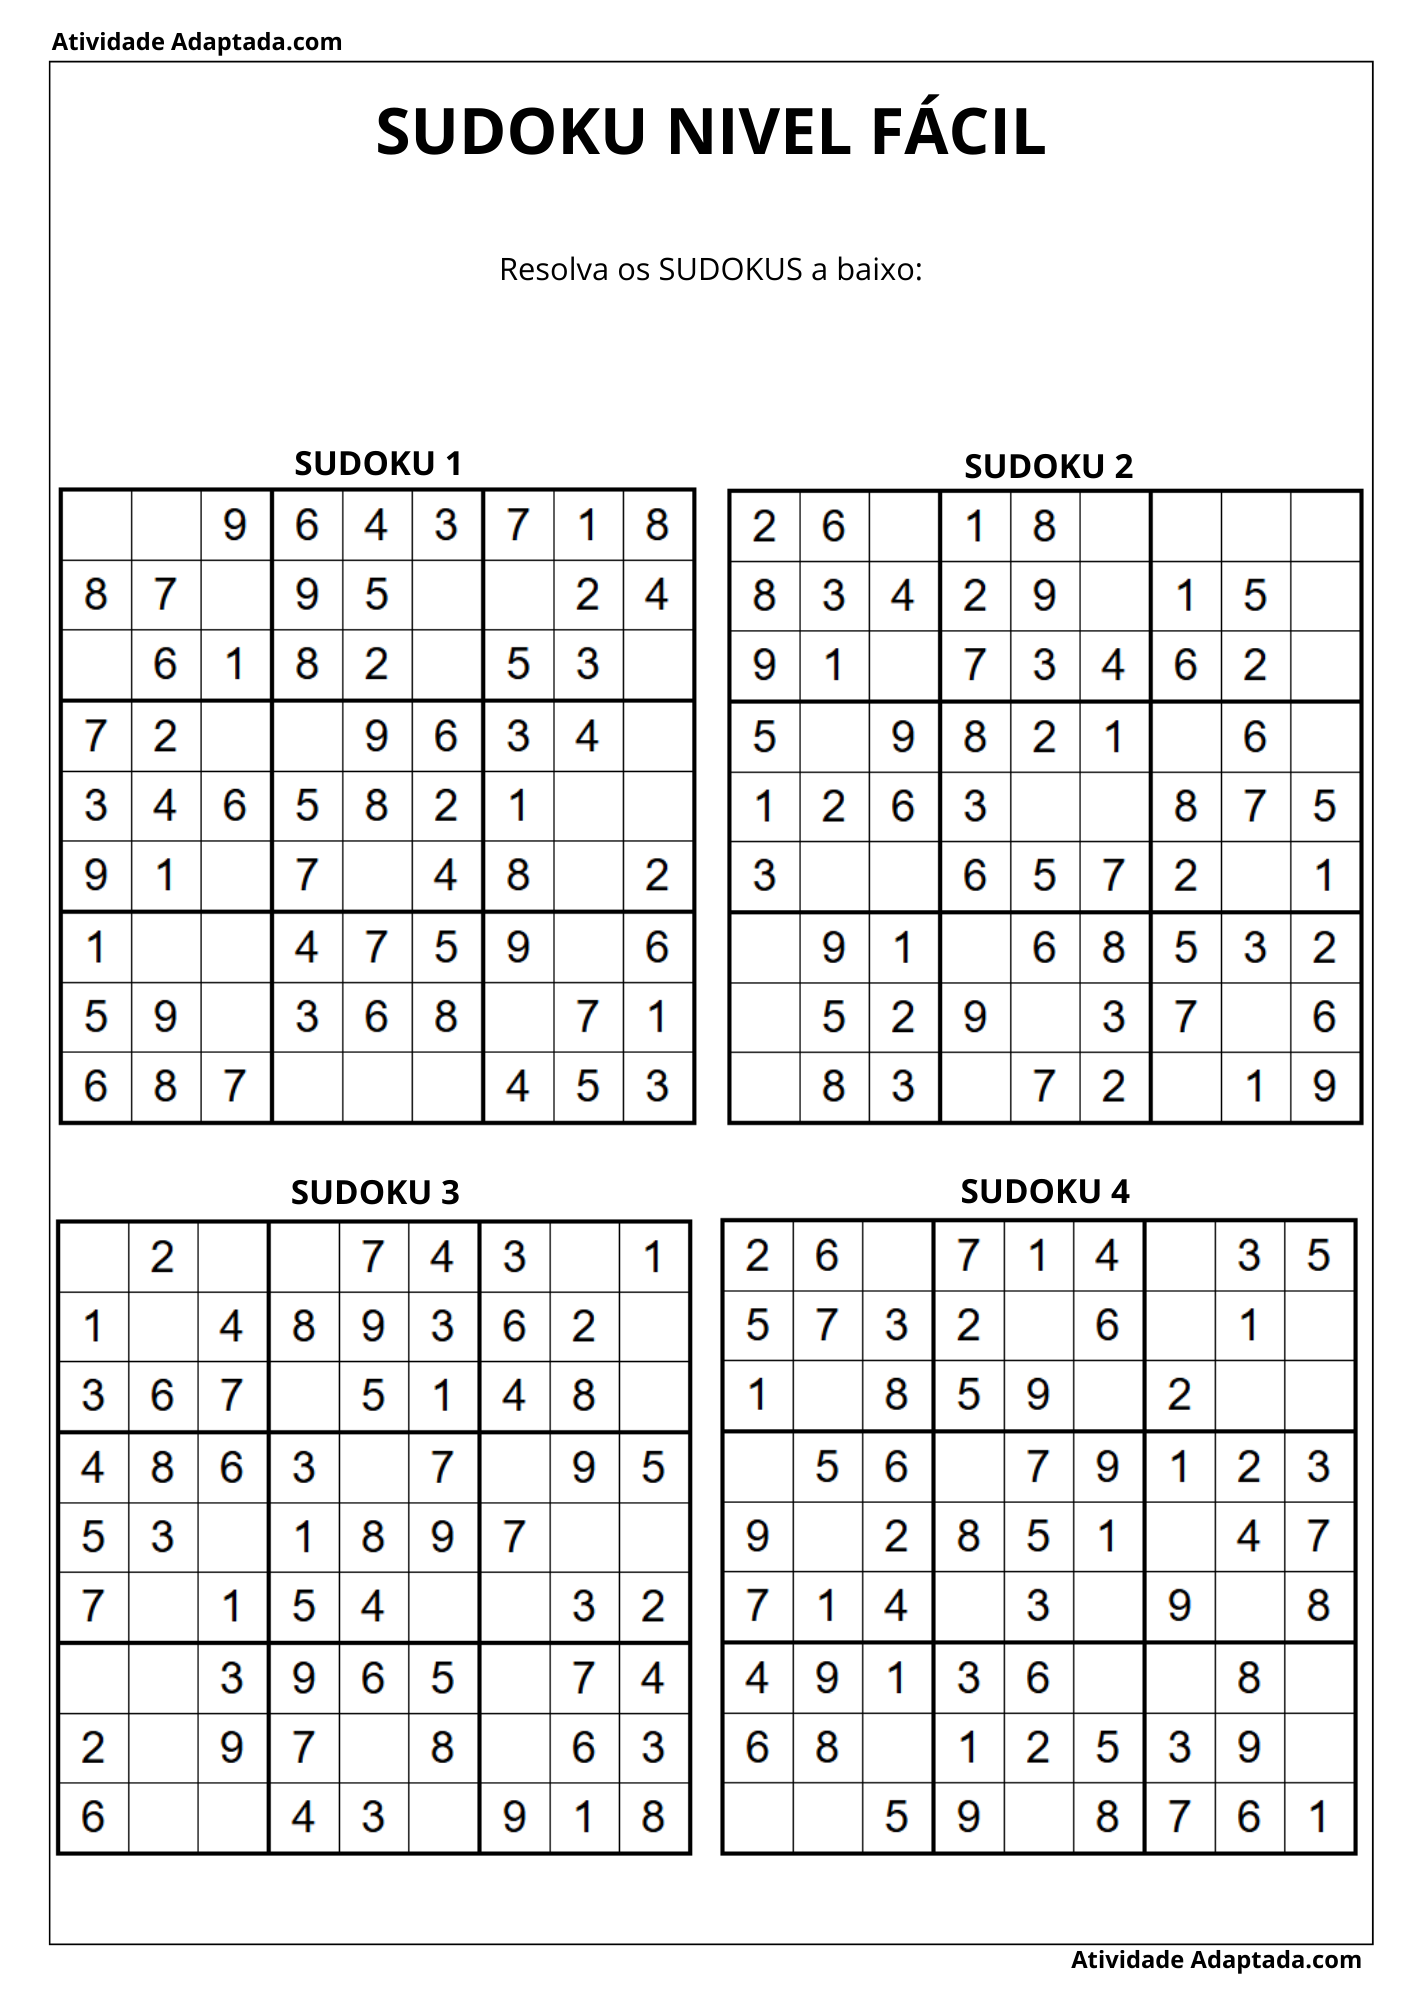 Atividade Adaptada.com
SUDOKU NIVEL FÁCIL
Resolva os SUDOKUS a baixo:
SUDOKU 1
9 6 4 3 7 1 8
8 7 9 5 2 4
6 1 8 2 5 3
7 2 9 6 3 4
3 4 6 5 8 2 1
9 1 7 4 8 2
1 4 7 5 9 6
5 9 3 6 8 7 1
6 8 7 4 5 3
SUDOKU 2
2 6 1 8
8 3 4 2 9 1 5
9 1 7 3 4 6 2
5 9 8 2 1 6
1 2 6 3 8 7 5
3 6 5 7 2 1
9 1 6 8 5 3 2
5 2 9 3 7 6
8 3 7 2 1 9
SUDOKU 3
2 7 4 3 1
1 4 8 9 3 6 2
3 6 7 5 1 4 8
4 8 6 3 7 9 5
5 3 1 8 9 7
7 1 5 4 3 2
3 9 6 5 7 4
2 9 7 8 6 3
6 4 3 9 1 8
SUDOKU 4
2 6 7 1 4 3 5
5 7 3 2 6 1
1 8 5 9 2
5 6 7 9 1 2 3
9 2 8 5 1 4 7
7 1 4 3 9 8
4 9 1 3 6 8
6 8 1 2 5 3 9
5 9 8 7 6 1
Atividade Adaptada.com